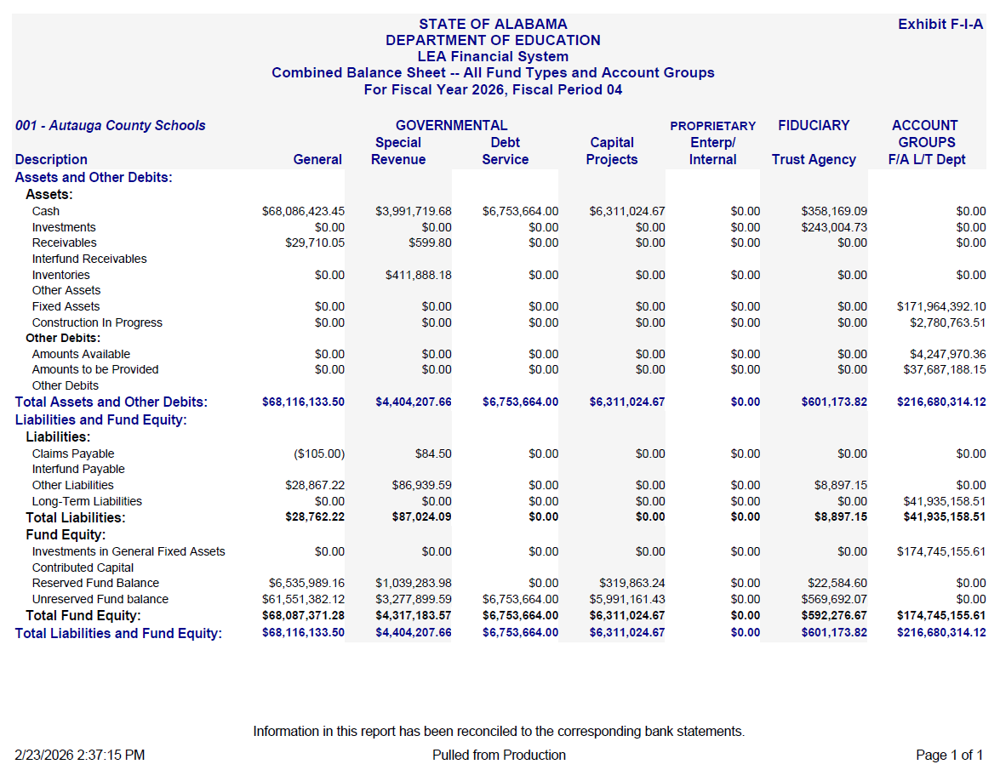 STATE OF ALABAMA Exhibit F-I-A
DEPARTMENT OF EDUCATION
LEA Financial System
Combined Balance Sheet -- All Fund Types and Account Groups
For Fiscal Year 2026, Fiscal Period 04
001 - Autauga County Schools GOVERNMENTAL PROPRIETARY FIDUCIARY ACCOUNT
Special Debt Capital Enterp/ GROUPS
Description General Revenue Service Projects Internal Trust Agency F/A L/T Dept
Assets and Other Debits:
Assets:
Cash $68,086,423.45 $3,991,719.68 $6,753,664.00 $6,311,024.67 $0.00 $358,169.09 $0.00
Investments $0.00 $0.00 $0.00 $0.00 $0.00 $243,004.73 $0.00
Receivables $29,710.05 $599.80 $0.00 $0.00 $0.00 $0.00 $0.00
Interfund Receivables
Inventories $0.00 $411,888.18 $0.00 $0.00 $0.00 $0.00 $0.00
Other Assets
Fixed Assets $0.00 $0.00 $0.00 $0.00 $0.00 $0.00 $171,964,392.10
Construction In Progress $0.00 $0.00 $0.00 $0.00 $0.00 $0.00 $2,780,763.51
Other Debits:
Amounts Available $0.00 $0.00 $0.00 $0.00 $0.00 $0.00 $4,247,970.36
Amounts to be Provided $0.00 $0.00 $0.00 $0.00 $0.00 $0.00 $37,687,188.15
Other Debits
Total Assets and Other Debits: $68,116,133.50 $4,404,207.66 $6,753,664.00 $6,311,024.67 $0.00 $601,173.82 $216,680,314.12
Liabilities and Fund Equity:
Liabilities:
Claims Payable ($105.00) $84.50 $0.00 $0.00 $0.00 $0.00 $0.00
Interfund Payable
Other Liabilities $28,867.22 $86,939.59 $0.00 $0.00 $0.00 $8,897.15 $0.00
Long-Term Liabilities $0.00 $0.00 $0.00 $0.00 $0.00 $0.00 $41,935,158.51
Total Liabilities: $28,762.22 $87,024.09 $0.00 $0.00 $0.00 $8,897.15 $41,935,158.51
Fund Equity:
Investments in General Fixed Assets $0.00 $0.00 $0.00 $0.00 $0.00 $0.00 $174,745,155.61
Contributed Capital
Reserved Fund Balance $6,535,989.16 $1,039,283.98 $0.00 $319,863.24 $0.00 $22,584.60 $0.00
Unreserved Fund balance $61,551,382.12 $3,277,899.59 $6,753,664.00 $5,991,161.43 $0.00 $569,692.07 $0.00
Total Fund Equity: $68,087,371.28 $4,317,183.57 $6,753,664.00 $6,311,024.67 $0.00 $592,276.67 $174,745,155.61
Total Liabilities and Fund Equity: $68,116,133.50 $4,404,207.66 $6,753,664.00 $6,311,024.67 $0.00 $601,173.82 $216,680,314.12
Information in this report has been reconciled to the corresponding bank statements.
2/23/2026 2:37:15 PM Pulled from Production Page 1 of 1